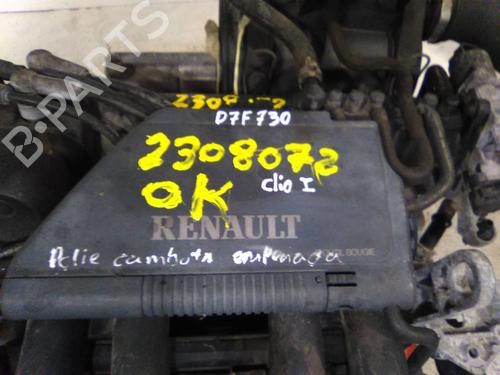 B-PARTS
2308072
D7F730
2308072
OK
Clio I
RENAULT
Polie cambota empenada